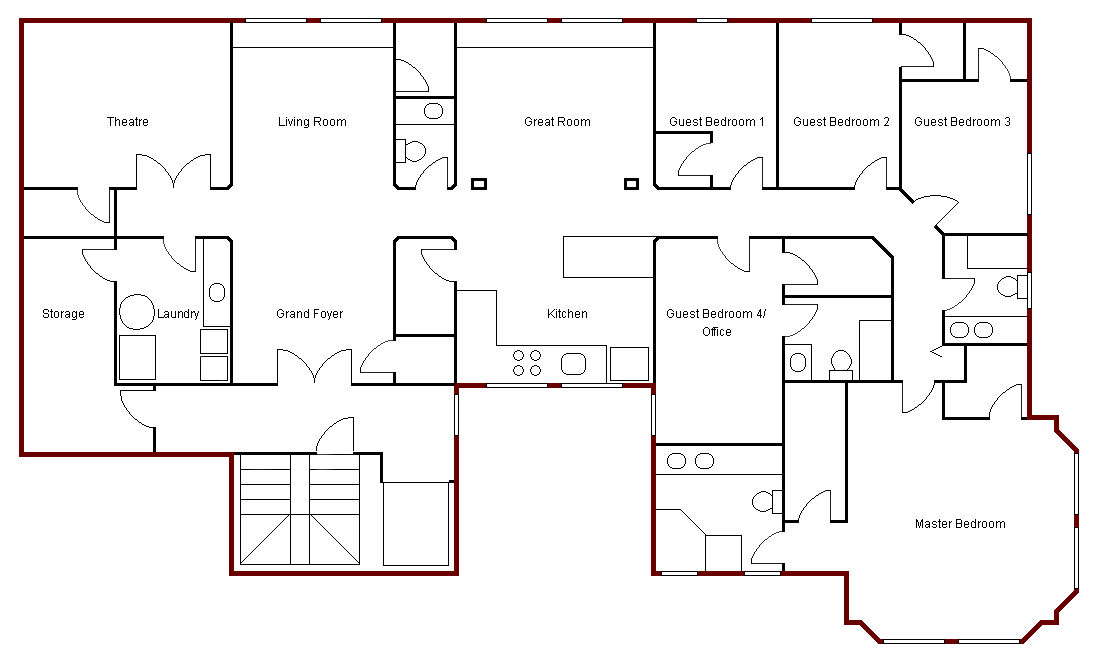 Theatre
Living Room
Great Room
Guest Bedroom 1
Guest Bedroom 2
Guest Bedroom 3
Storage
Laundry
Grand Foyer
Kitchen
Guest Bedroom 4/
Office
Master Bedroom